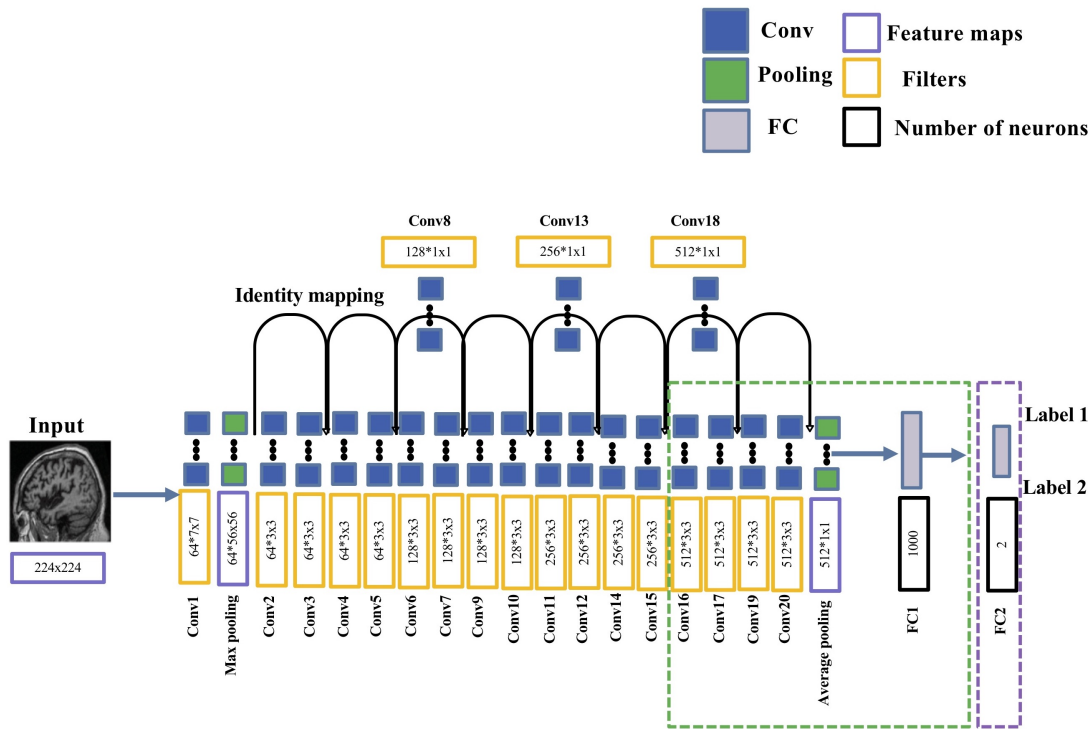 Conv
Feature maps
Pooling
Filters
FC
Number of neurons
Conv8
Conv13
Conv18
128*1x1
256*1x1
512*1x1
Identity mapping
Input
Label 1
Label 2
224x224
64*7x7
64*56x56
64*3x3
64*3x3
64*3x3
64*3x3
128*3x3
128*3x3
128*3x3
128*3x3
256*3x3
256*3x3
256*3x3
256*3x3
512*3x3
512*3x3
512*3x3
512*3x3
512*1x1
1000
2
Conv1
Max pooling
Conv2
Conv3
Conv4
Conv5
Conv6
Conv7
Conv9
Conv10
Conv11
Conv12
Conv14
Conv15
Conv16
Conv17
Conv19
Conv20
Average pooling
FC1
FC2